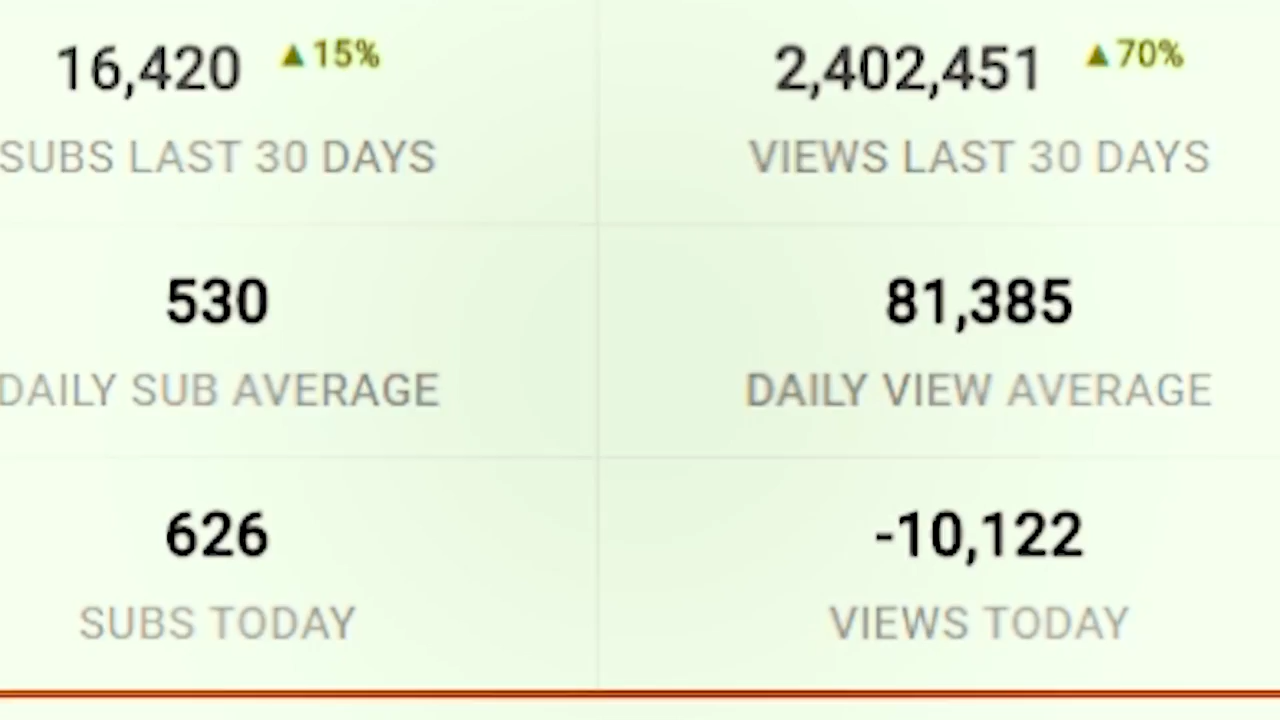 16,420 ▲15% 2,402,451 ▲70%
SUBS LAST 30 DAYS VIEWS LAST 30 DAYS
530 81,385
DAILY SUB AVERAGE DAILY VIEW AVERAGE
626 -10,122
SUBS TODAY VIEWS TODAY